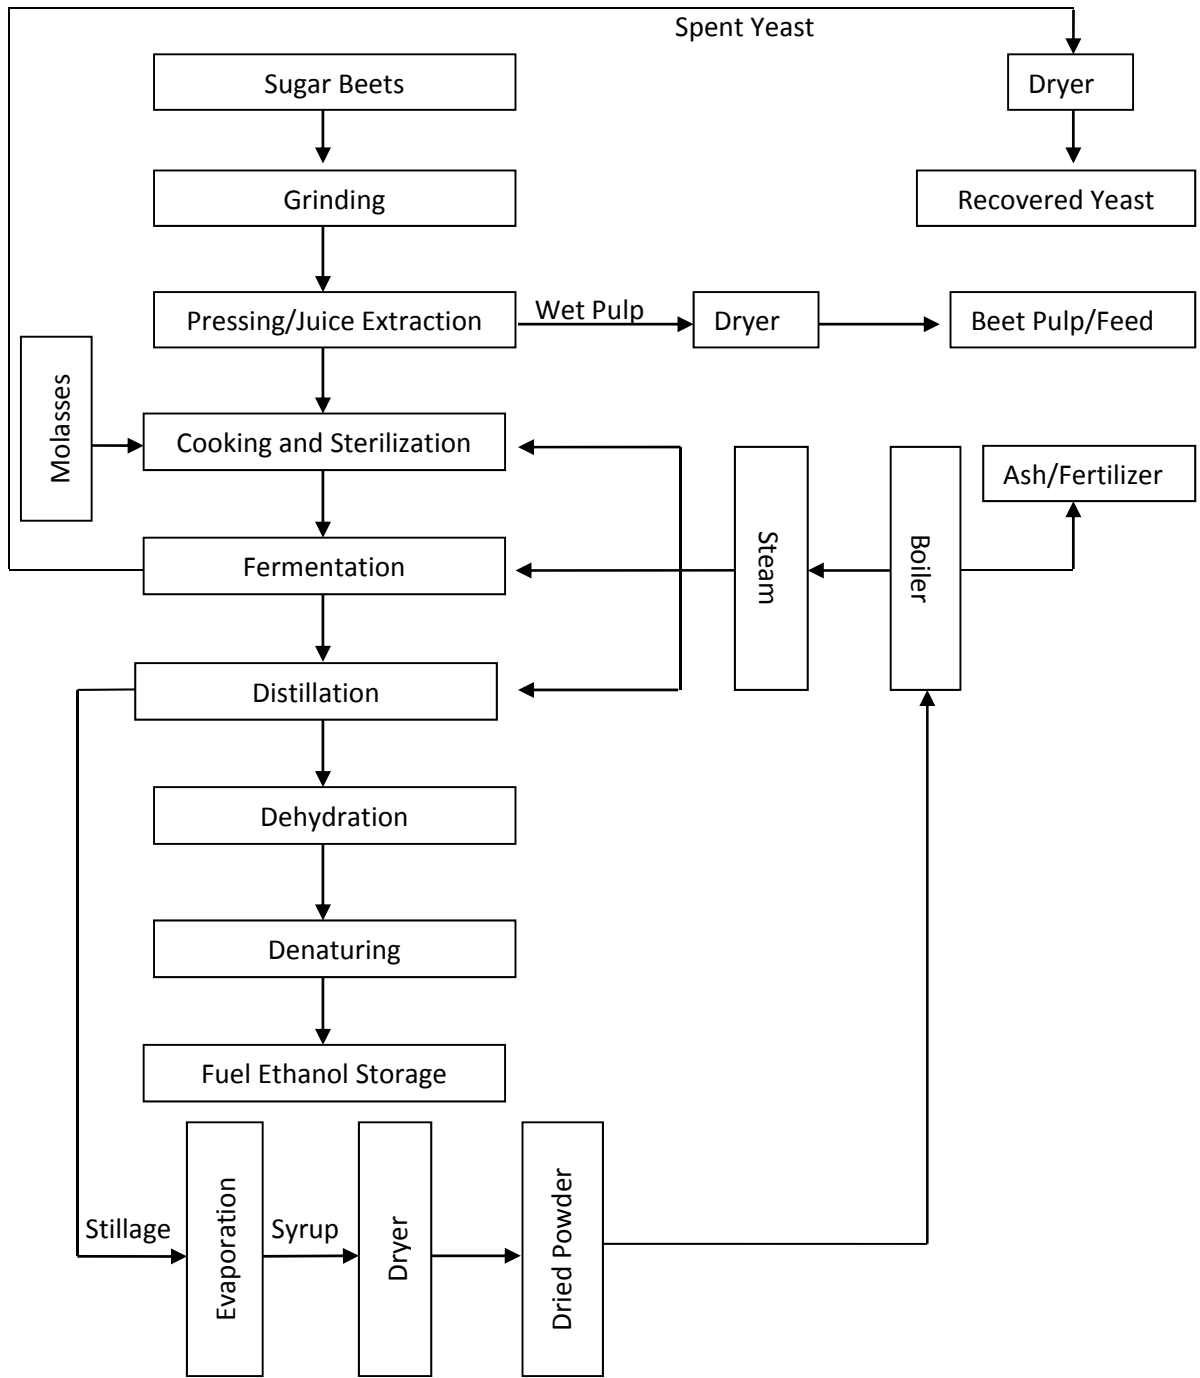 Spent Yeast
Sugar Beets
Dryer
Grinding
Recovered Yeast
Pressing/Juice Extraction
Wet Pulp
Dryer
Beet Pulp/Feed
Molasses
Cooking and Sterilization
Ash/Fertilizer
Steam
Boiler
Fermentation
Distillation
Dehydration
Denaturing
Fuel Ethanol Storage
Stillage
Evaporation
Syrup
Dryer
Dried Powder